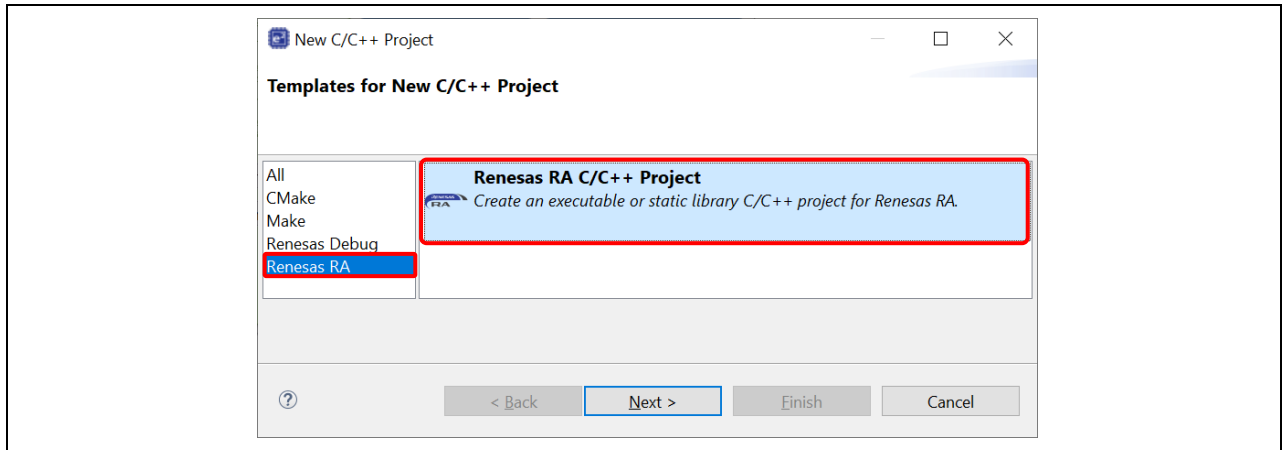 New C/C++ Project
Templates for New C/C++ Project
All
CMake
Make
Renesas Debug
Renesas RA
Renesas RA C/C++ Project
RA
Create an executable or static library C/C++ project for Renesas RA.
< Back
Next >
Finish
Cancel